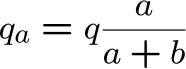 q_a = q \frac{a}{a + b}